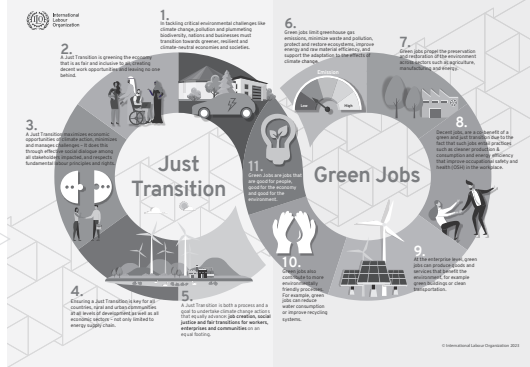 International
Labour
Organization
1.
In tackling critical environmental challenges like
climate change, pollution and plummeting
biodiversity, nations and businesses must
transition towards greener, resilient and
climate-neutral economies and societies.
2.
A Just Transition is greening the economy
that is as fair and inclusive to all, creating
decent work opportunities and leaving no one
behind.
3.
A Just Transition maximizes economic
opportunities of climate action, minimizes
and manages challenges – it does this
through effective social dialogue among
all stakeholders impacted, and respects
fundamental labour principles and rights.
Just
Transition
4.
Ensuring a Just Transition is key for all
countries, rural and urban communities
at all levels of development as well as all
economic sectors – not only limited to
energy supply chain.
5.
A Just Transition is both a process and a
goal to undertake climate change actions
that equally advance job creation, social
justice and fair transitions for workers,
enterprises and communities on an
equal footing.
6.
Green jobs limit greenhouse gas
emissions, minimize waste and pollution,
protect and restore ecosystems, improve
energy and raw material efficiency, and
support the adaptation to the effects of
climate change.
Emission
Low
High
7.
Green jobs propel the preservation
and restoration of the environment
across sectors such as agriculture,
manufacturing and energy.
8.
Decent jobs, are a co-benefit of a
green and just transition due to the
fact that such jobs entail practices
such as cleaner production &
consumption and energy efficiency
that improve occupational safety and
health (OSH) in the workplace.
Green Jobs
9.
At the enterprise level, green
jobs can produce goods and
services that benefit the
environment, for example
green buildings or clean
transportation.
10.
Green jobs also
contribute to more
environmentally
friendly processes.
For example, green
jobs can reduce
water consumption
or improve recycling
systems.
11.
Green Jobs are jobs that
are good for people,
good for the economy
and good for the
environment.
© International Labour Organization 2023